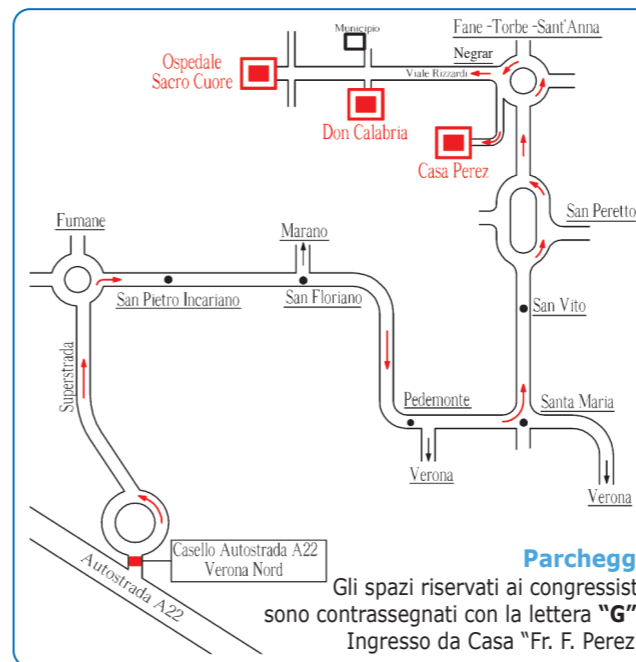 Fane -Torbe -Sant'Anna
Municipio
Negrar
Ospedale
Sacro Cuore
Viale Rizzardi
Don Calabria
Casa Perez
San Peretto
Fumane
Marano
San Pietro Incariano
San Floriano
San Vito
Superstrada
Pedemonte
Santa Maria
Verona
Verona
Casello Autostrada A22
Verona Nord
Autostrada A22
Parchegg
Gli spazi riservati ai congressist
sono contrassegnati con la lettera "G"
Ingresso da Casa "Fr. F. Perez